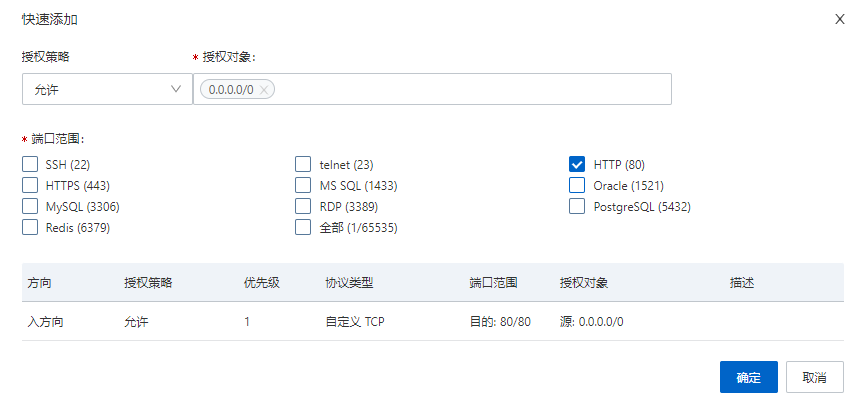 快速添加
授权策略 * 授权对象:
允许 0.0.0.0/0
* 端口范围:
SSH (22) telnet (23) HTTP (80)
HTTPS (443) MS SQL (1433) Oracle (1521)
MySQL (3306) RDP (3389) PostgreSQL (5432)
Redis (6379) 全部 (1/65535)
方向 授权策略 优先级 协议类型 端口范围 授权对象 描述
入方向 允许 1 自定义 TCP 目的: 80/80 源: 0.0.0.0/0
确定 取消